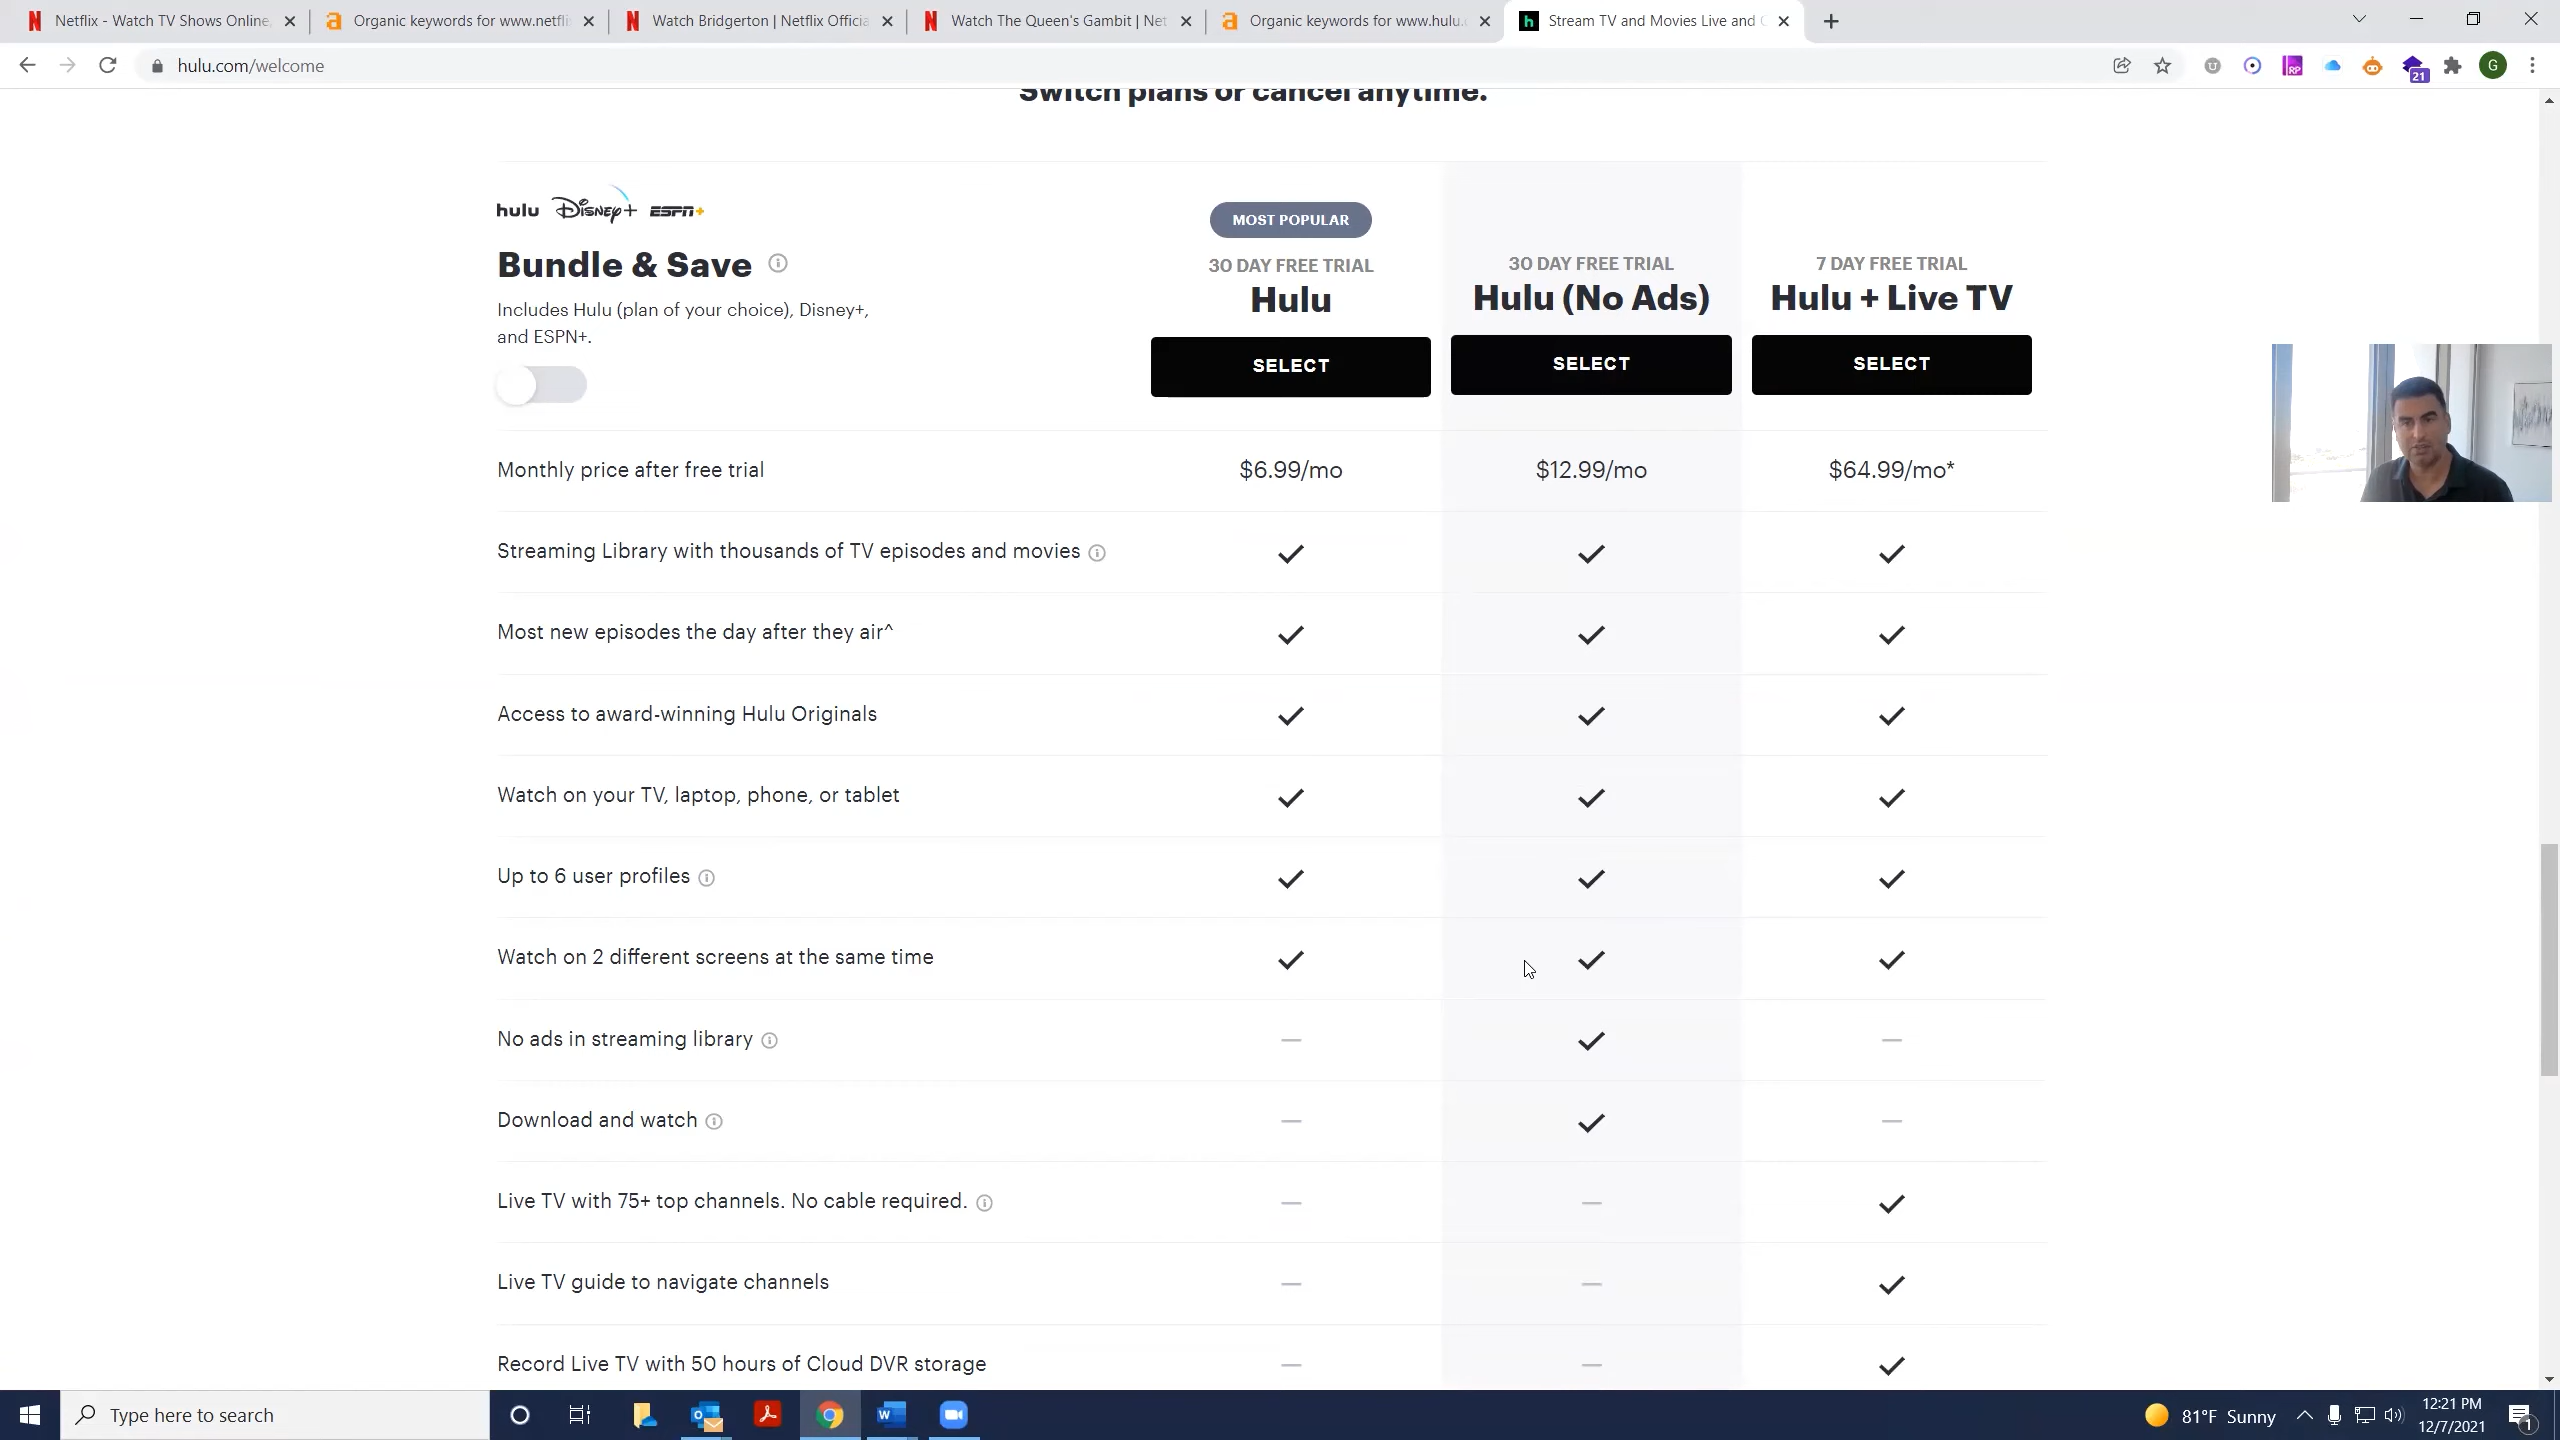 Netflix - Watch TV Shows Online,
Organic keywords for www.netfli
Watch Bridgerton | Netflix Officia
Watch The Queen's Gambit | Net
Organic keywords for www.hulu.
Stream TV and Movies Live and O
hulu.com/welcome
21
G
Switch plans or cancel anytime.
hulu Disney+ ESPN+
MOST POPULAR
Bundle & Save
30 DAY FREE TRIAL
30 DAY FREE TRIAL
7 DAY FREE TRIAL
Hulu
Hulu (No Ads)
Hulu + Live TV
Includes Hulu (plan of your choice), Disney+,
and ESPN+.
SELECT
SELECT
SELECT
Monthly price after free trial
$6.99/mo
$12.99/mo
$64.99/mo*
Streaming Library with thousands of TV episodes and movies
Most new episodes the day after they air^
Access to award-winning Hulu Originals
Watch on your TV, laptop, phone, or tablet
Up to 6 user profiles
Watch on 2 different screens at the same time
No ads in streaming library
Download and watch
Live TV with 75+ top channels. No cable required.
Live TV guide to navigate channels
Record Live TV with 50 hours of Cloud DVR storage
Type here to search
81°F Sunny
12:21 PM
12/7/2021
1